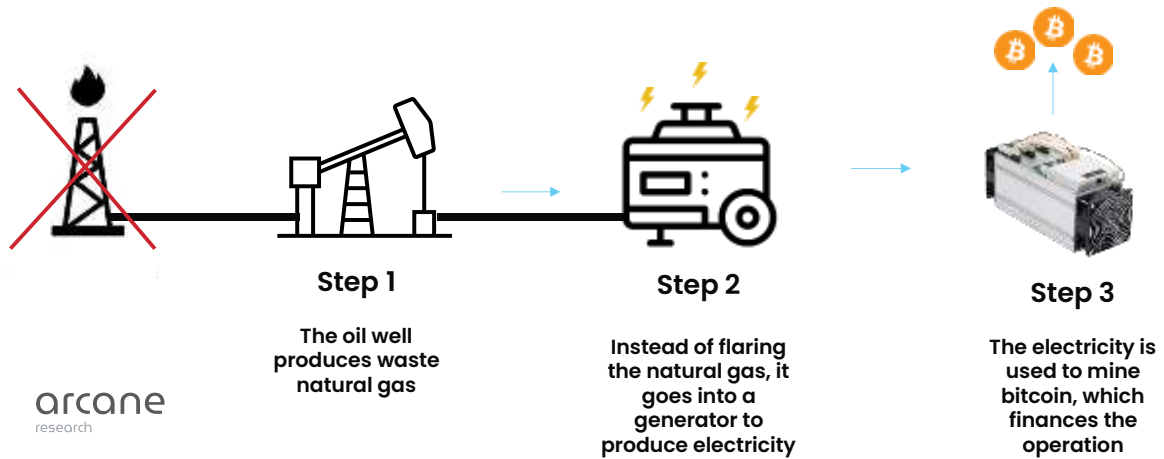 Step 1
The oil well
produces waste
natural gas
Step 2
Instead of flaring
the natural gas, it
goes into a
generator to
produce electricity
Step 3
The electricity is
used to mine
bitcoin, which
finances the
operation
arcane
research